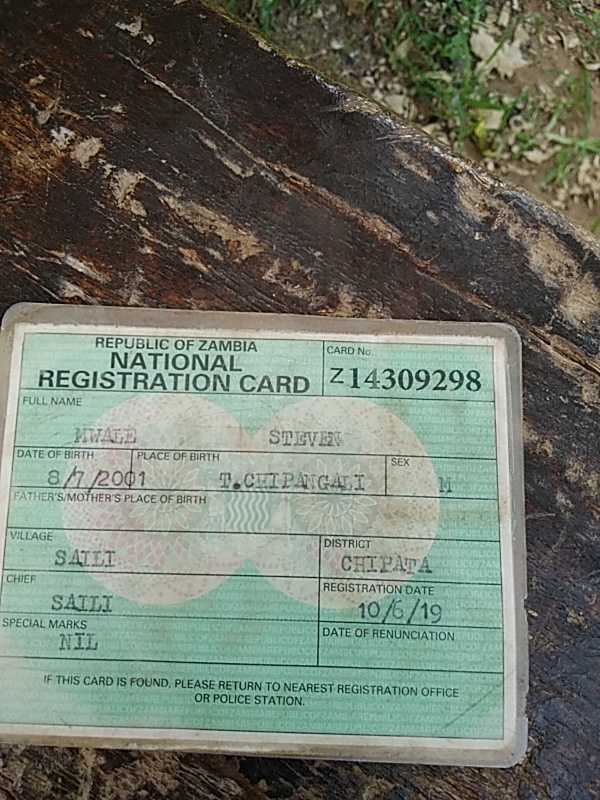 REPUBLIC OF ZAMBIA
NATIONAL
REGISTRATION CARD
CARD No.
Z14309298
FULL NAME
MWALE STEVEN
DATE OF BIRTH PLACE OF BIRTH SEX
8/7/2001 T.CHIPANGALI M
FATHER'S/MOTHER'S PLACE OF BIRTH
VILLAGE DISTRICT
SAILI CHIPATA
CHIEF REGISTRATION DATE
SAILI 10/6/19
SPECIAL MARKS DATE OF RENUNCIATION
NIL
IF THIS CARD IS FOUND, PLEASE RETURN TO NEAREST REGISTRATION OFFICE
OR POLICE STATION.